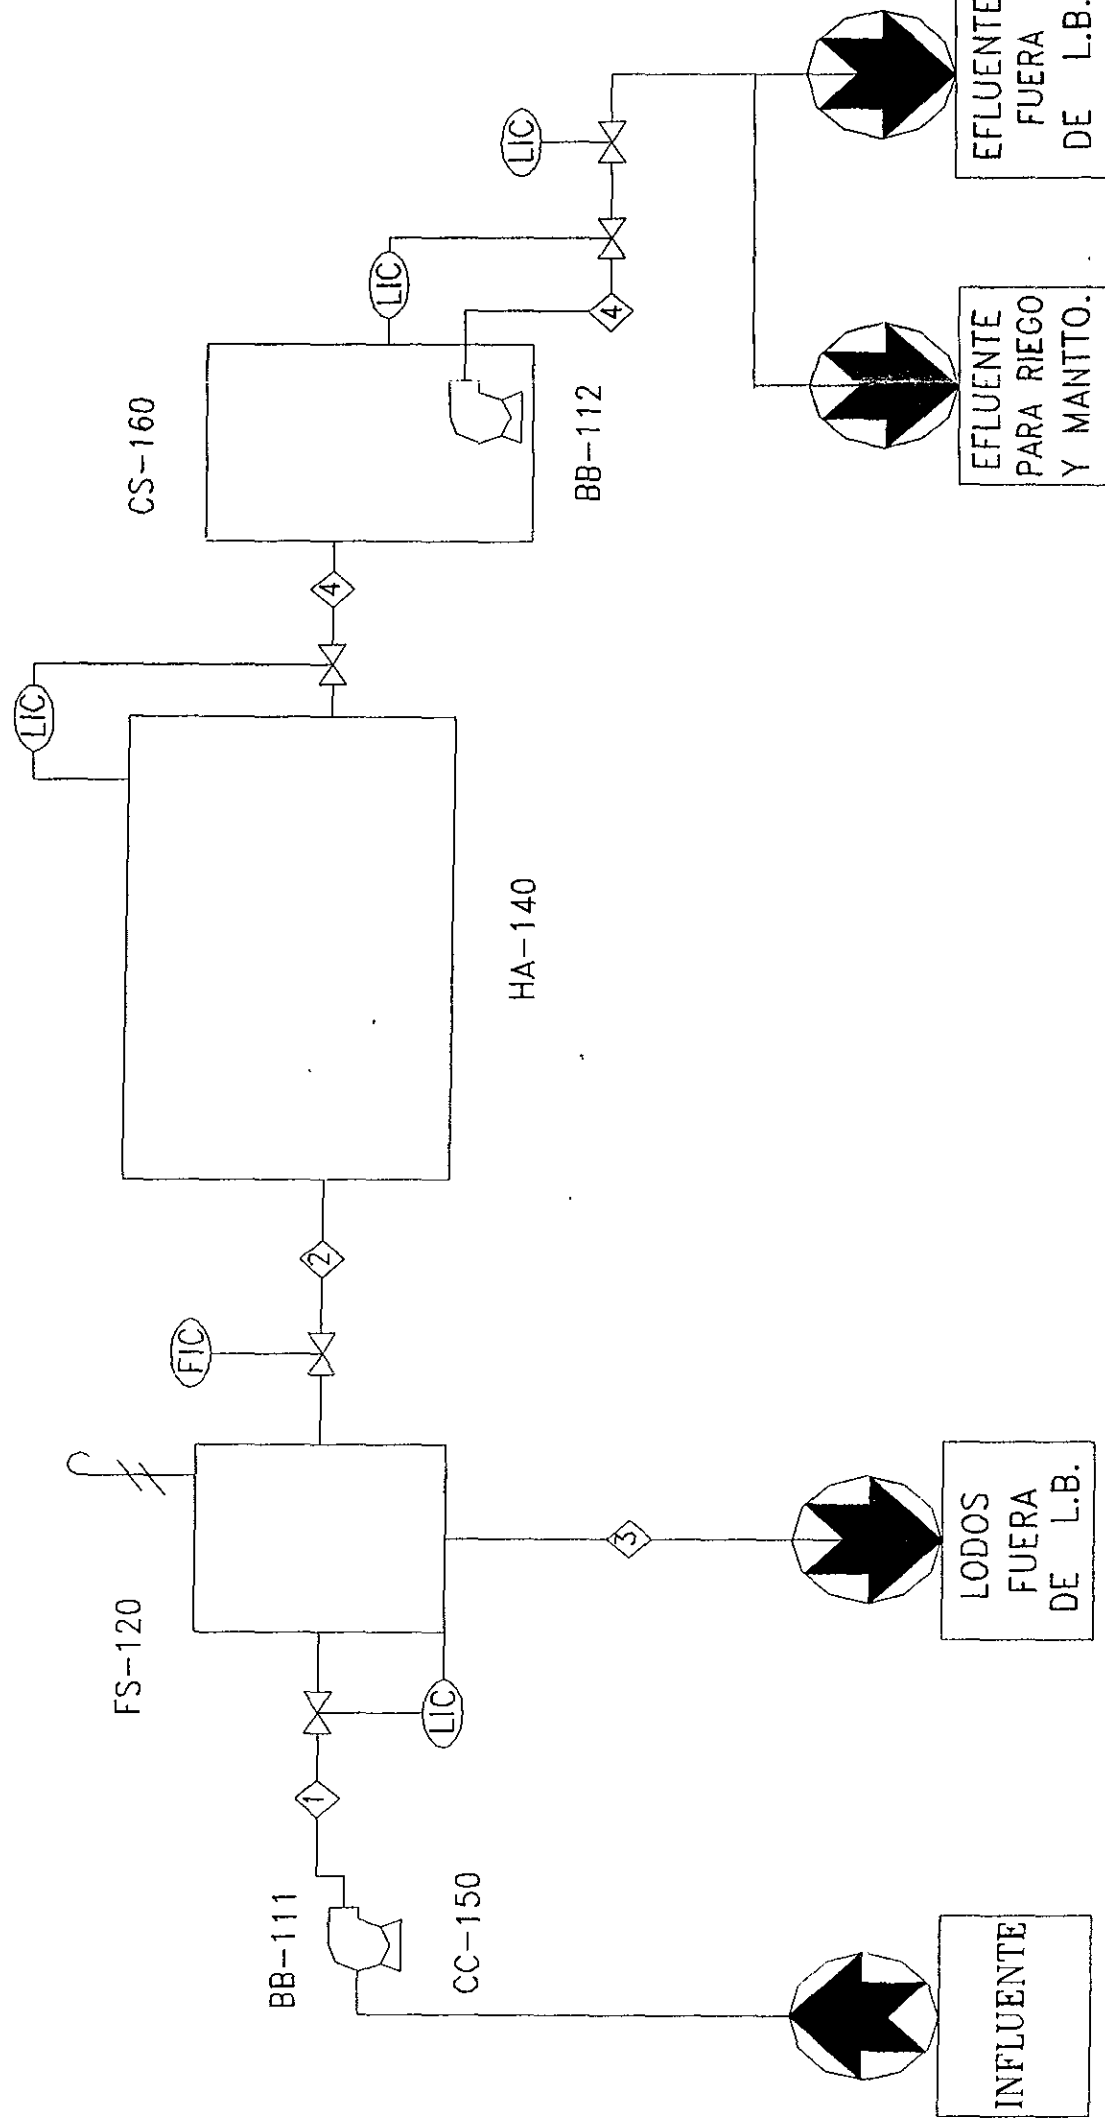 INFLUENTE
BB-111
CC-150
1
LIC
FS-120
3
LODOS
FUERA
DE L.B.
FIC
2
HA-140
LIC
4
CS-160
BB-112
LIC
4
LIC
EFLUENTE
PARA RIEGO
Y MANTTO.
EFLUENTE
FUERA
DE L.B.